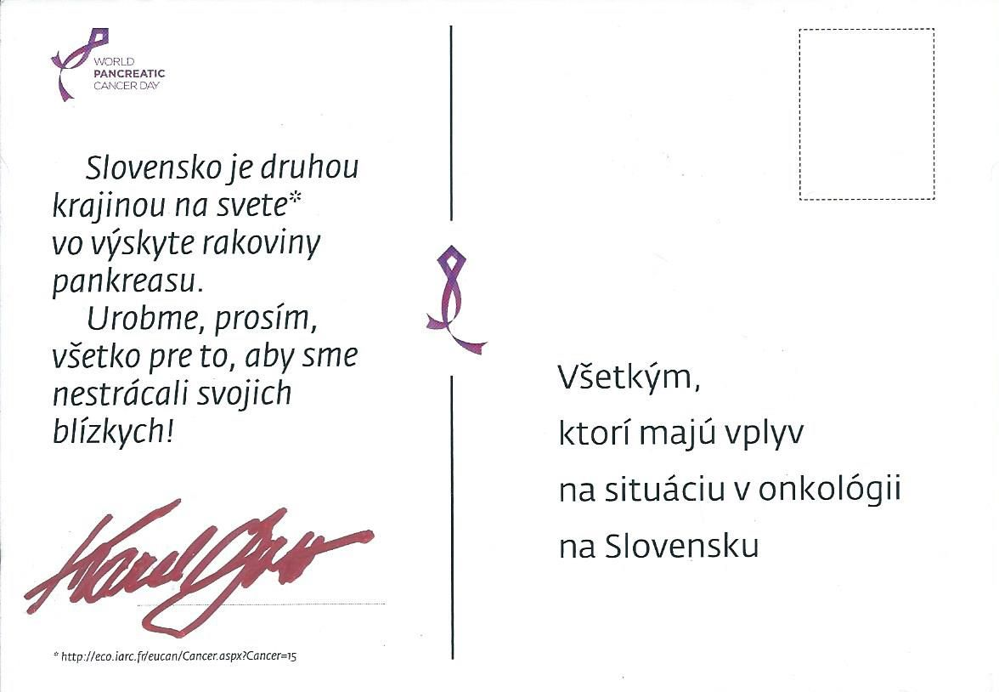 WORLD
PANCREATIC
CANCER DAY
Slovensko je druhou
krajinou na svete*
vo výskyte rakoviny
pankreasu.
Urobme, prosím,
všetko pre to, aby sme
nestrácali svojich
blízkych!
Karel
* http://eco.iarc.fr/eucan/Cancer.aspx?Cancer=15
Všetkým,
ktorí majú vplyv
na situáciu v onkológii
na Slovensku